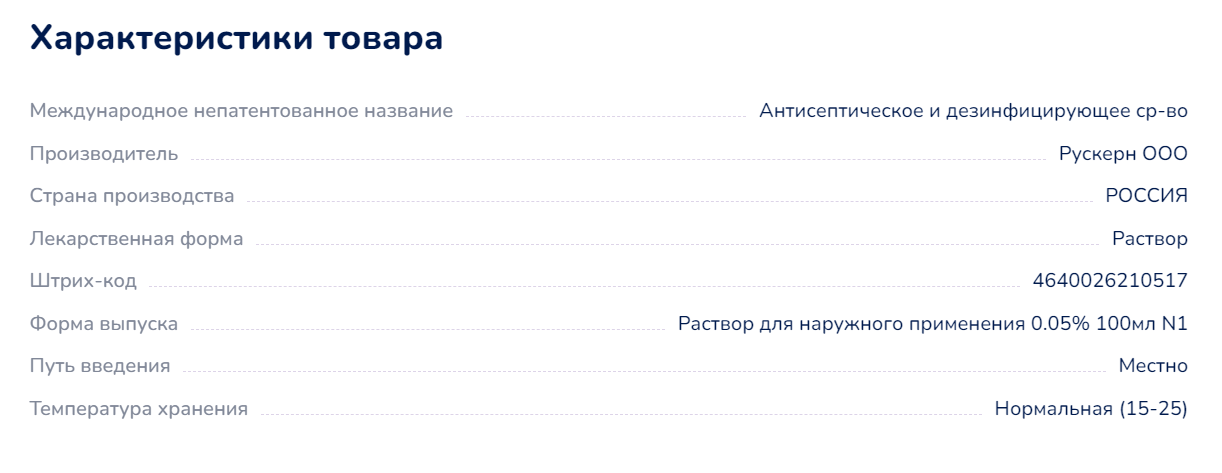 Характеристики товара
Международное непатентованное название Антисептическое и дезинфицирующее ср-во
Производитель Рускерн ООО
Страна производства РОССИЯ
Лекарственная форма Раствор
Штрих-код 4640026210517
Форма выпуска Раствор для наружного применения 0.05% 100мл N1
Путь введения Местно
Температура хранения Нормальная (15-25)